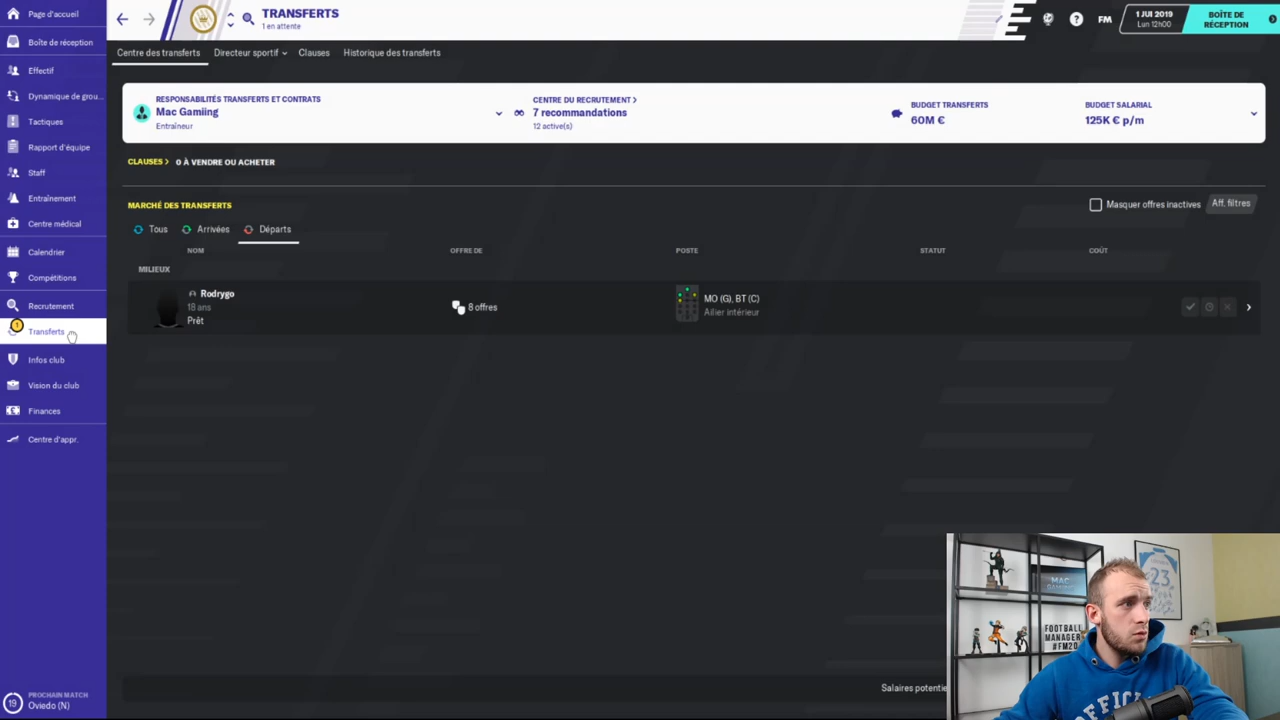 Page d'accueil
Boîte de réception
Effectif
Dynamique de grou...
Tactiques
Rapport d'équipe
Staff
Entraînement
Centre médical
Calendrier
Compétitions
Recrutement
1
Transferts
Infos club
Vision du club
Finances
Centre d'appr.
19
PROCHAIN MATCH
Oviedo (N)
TRANSFERTS
1 en attente
FM
1 JUI 2019
Lun 12h00
BOÎTE DE
RÉCEPTION
Centre des transferts Directeur sportif Clauses Historique des transferts
RESPONSABILITÉS TRANSFERTS ET CONTRATS
Mac Gamiing
Entraîneur
CENTRE DU RECRUTEMENT >
7 recommandations
12 active(s)
BUDGET TRANSFERTS
60M €
BUDGET SALARIAL
125K € p/m
CLAUSES > 0 À VENDRE OU ACHETER
MARCHÉ DES TRANSFERTS
Masquer offres inactives Aff. filtres
Tous Arrivées Départs
NOM OFFRE DE POSTE STATUT COÛT
MILIEUX
Rodrygo
18 ans
Prêt
8 offres
MO (G), BT (C)
Ailier intérieur
Salaires potentie
MAC
GAMIING
23
FOOTBALL
MANAGER
#FM20
OFFICI